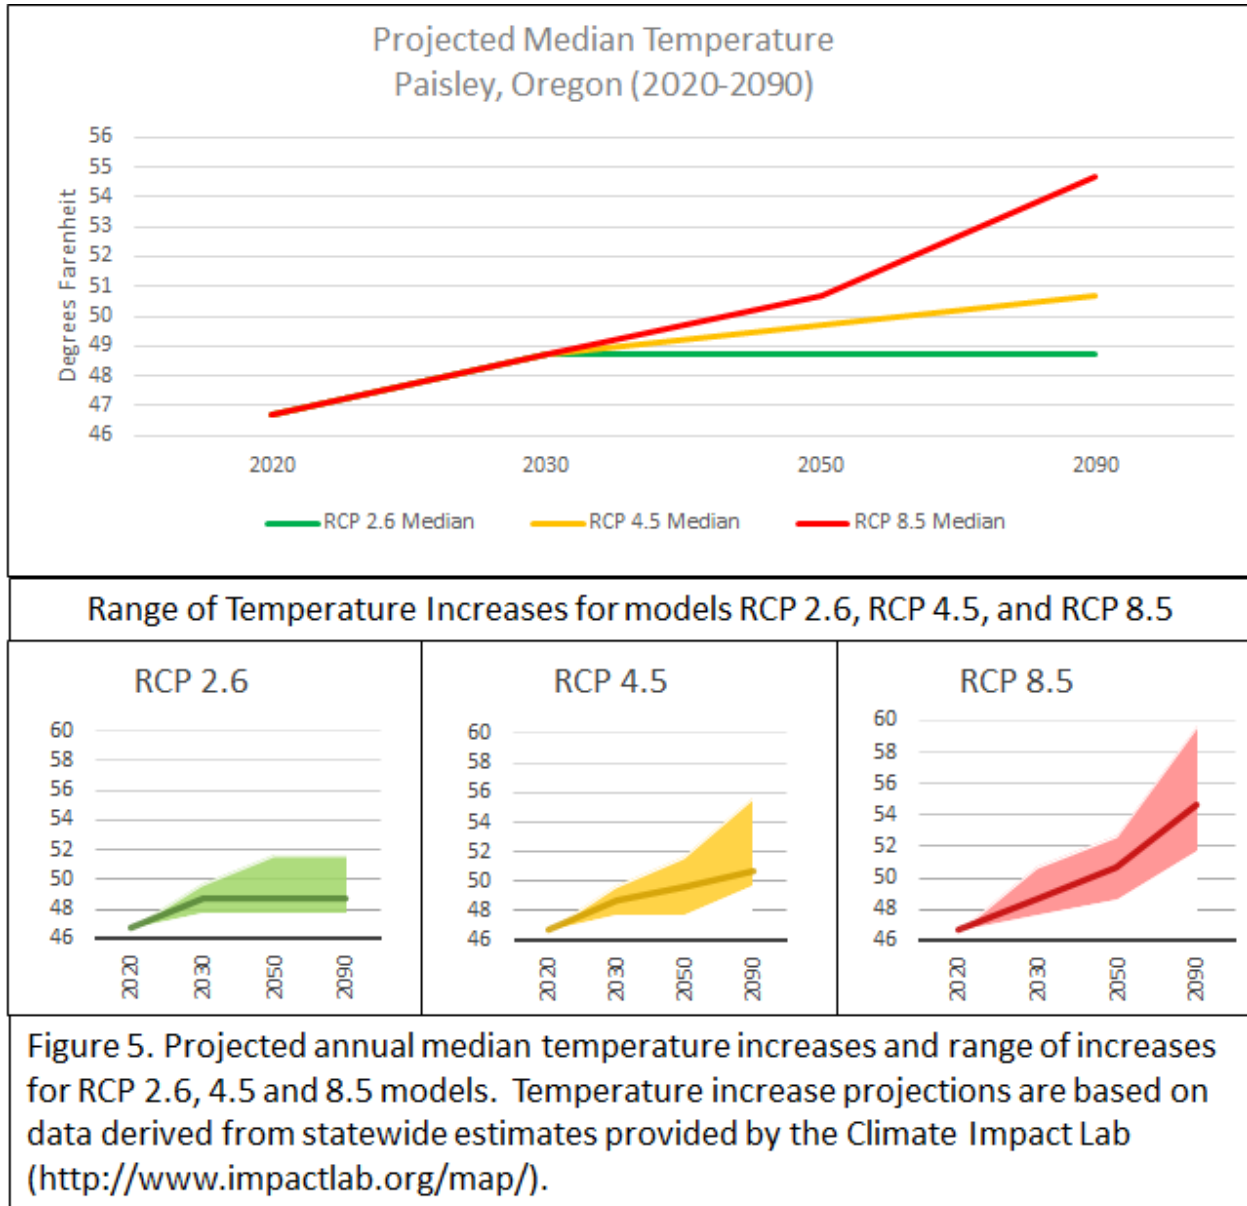 Projected Median Temperature
Paisley, Oregon (2020-2090)
Degrees Farenheit
56
55
54
53
52
51
50
49
48
47
46
2020 2030 2050 2090
RCP 2.6 Median RCP 4.5 Median RCP 8.5 Median
Range of Temperature Increases for models RCP 2.6, RCP 4.5, and RCP 8.5
RCP 2.6
60
58
56
54
52
50
48
46
2020 2030 2050 2090
RCP 4.5
60
58
56
54
52
50
48
46
2020 2030 2050 2090
RCP 8.5
60
58
56
54
52
50
48
46
2020 2030 2050 2090
Figure 5. Projected annual median temperature increases and range of increases
for RCP 2.6, 4.5 and 8.5 models.  Temperature increase projections are based on
data derived from statewide estimates provided by the Climate Impact Lab
(http://www.impactlab.org/map/).